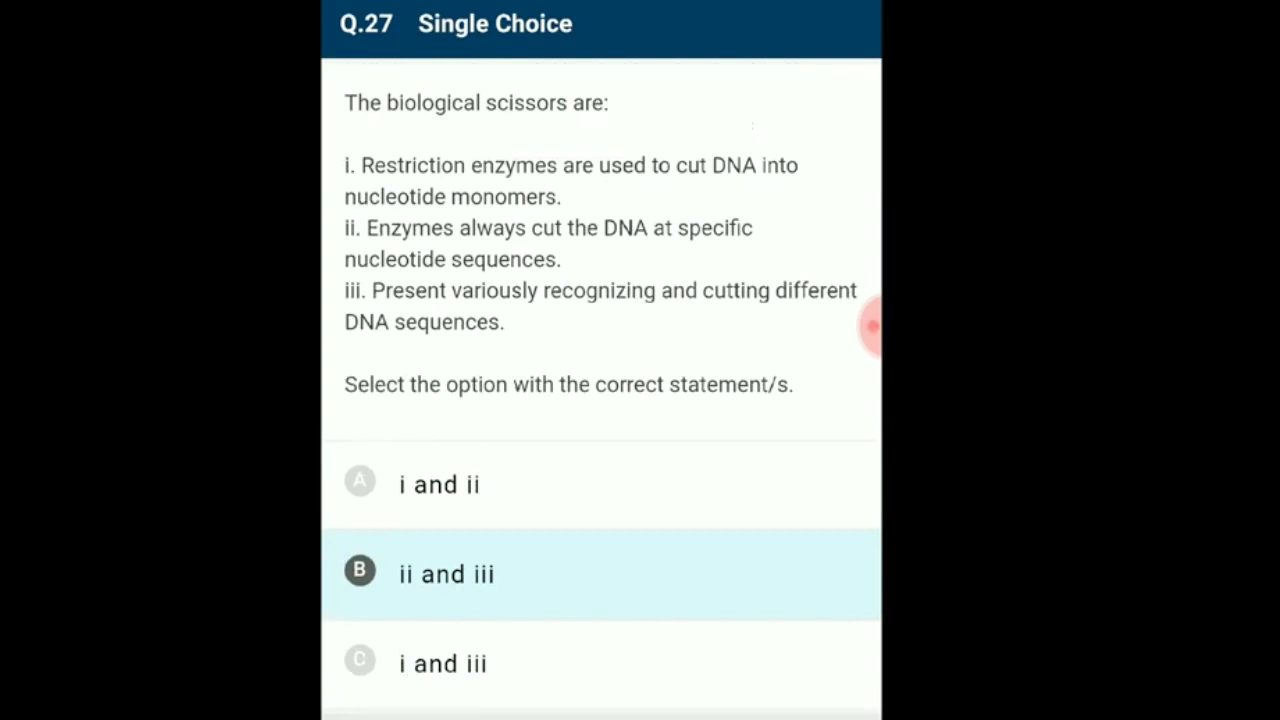 Q.27 Single Choice
The biological scissors are:
i. Restriction enzymes are used to cut DNA into
nucleotide monomers.
ii. Enzymes always cut the DNA at specific
nucleotide sequences.
iii. Present variously recognizing and cutting different
DNA sequences.
Select the option with the correct statement/s.
A i and ii
B ii and iii
C i and iii